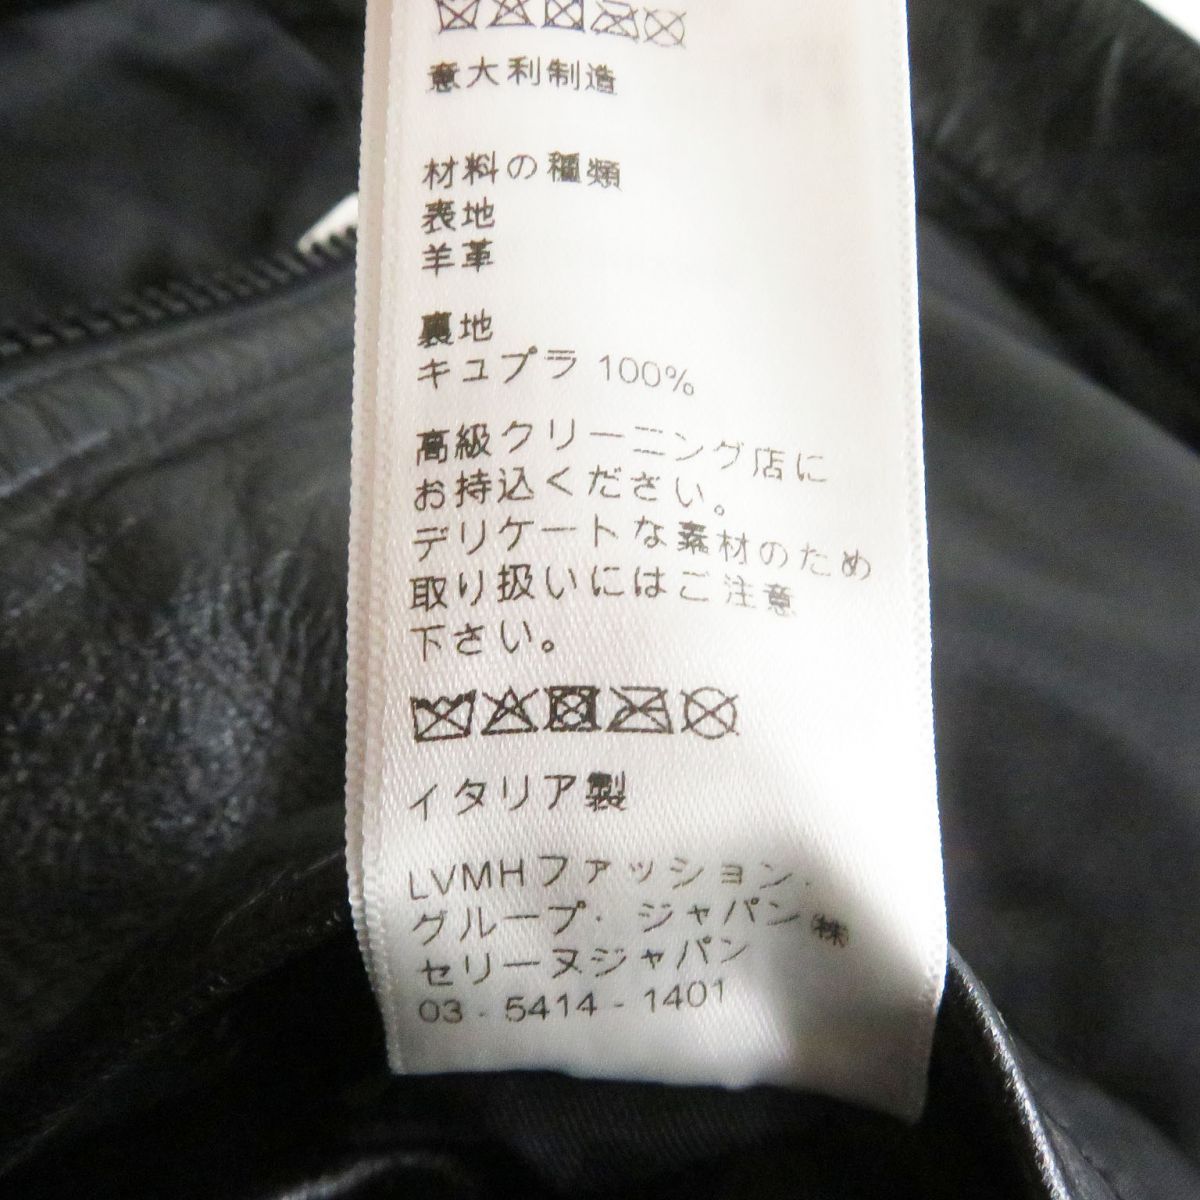 意大利制造
材料の種類
表地
羊革
裏地
キュプラ 100%
高級クリーニング店に
お持込ください。
デリケートな素材のため
取り扱いにはご注意
下さい。
イタリア製
LVMHファッション.
グループ・ジャパン㈱
セリーヌジャパン
03 - 5414 - 1401